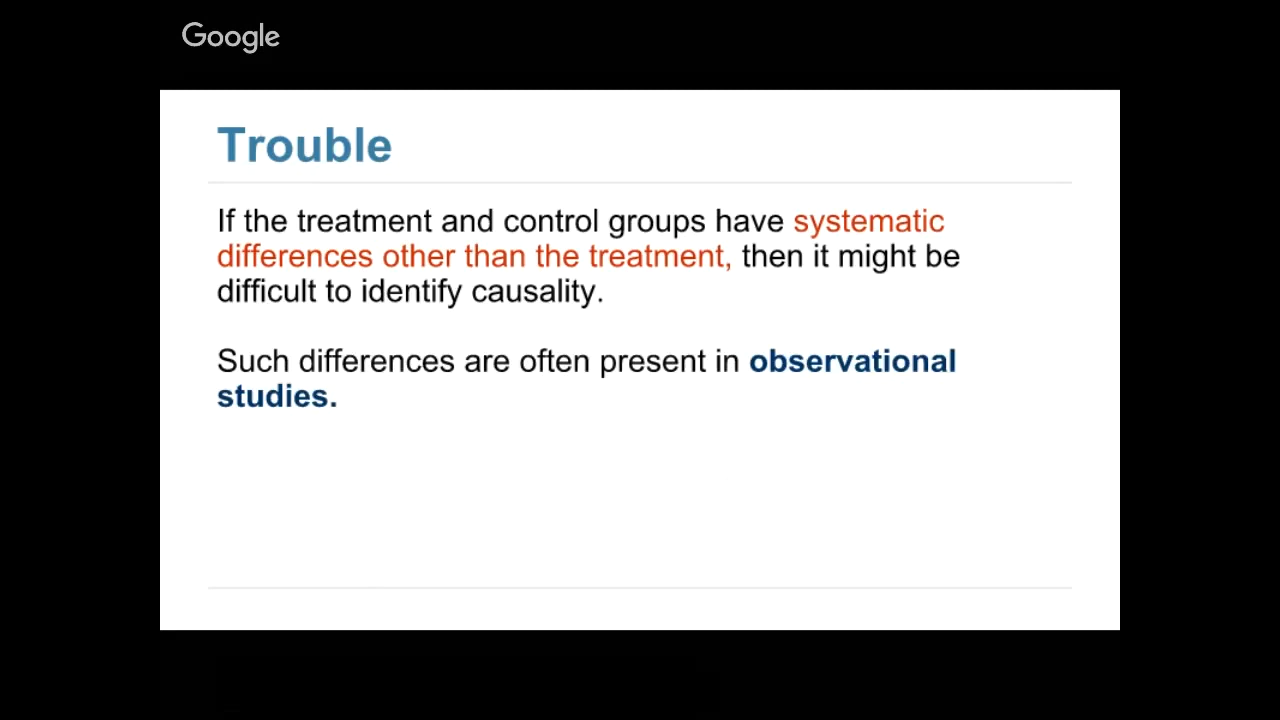 Google
Trouble
If the treatment and control groups have systematic
differences other than the treatment, then it might be
difficult to identify causality.
Such differences are often present in observational
studies.